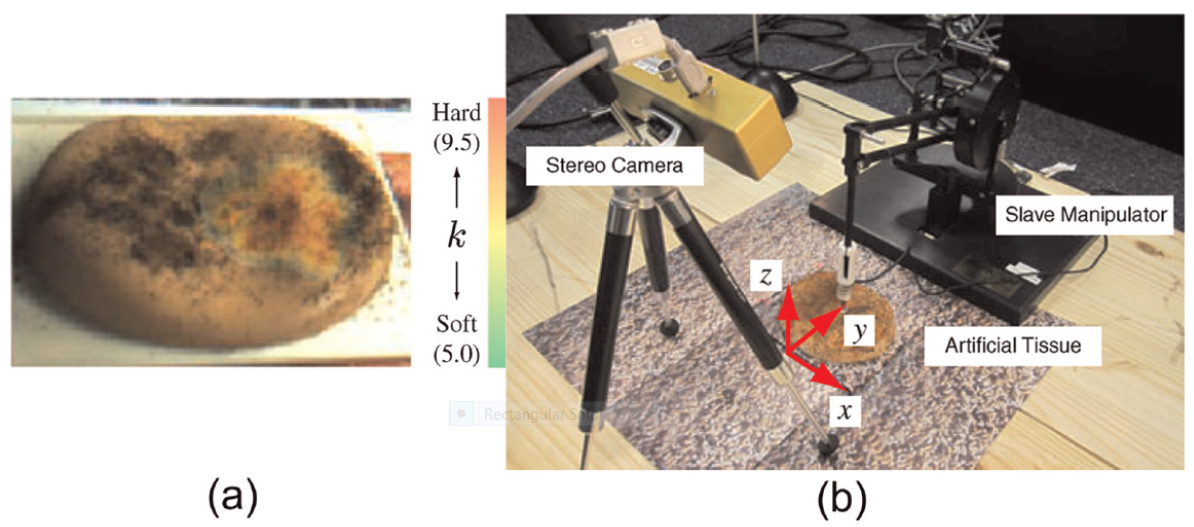 Hard
(9.5)
k
Soft
(5.0)
Stereo Camera
Slave Manipulator
z
y
Artificial Tissue
x
(a)
(b)